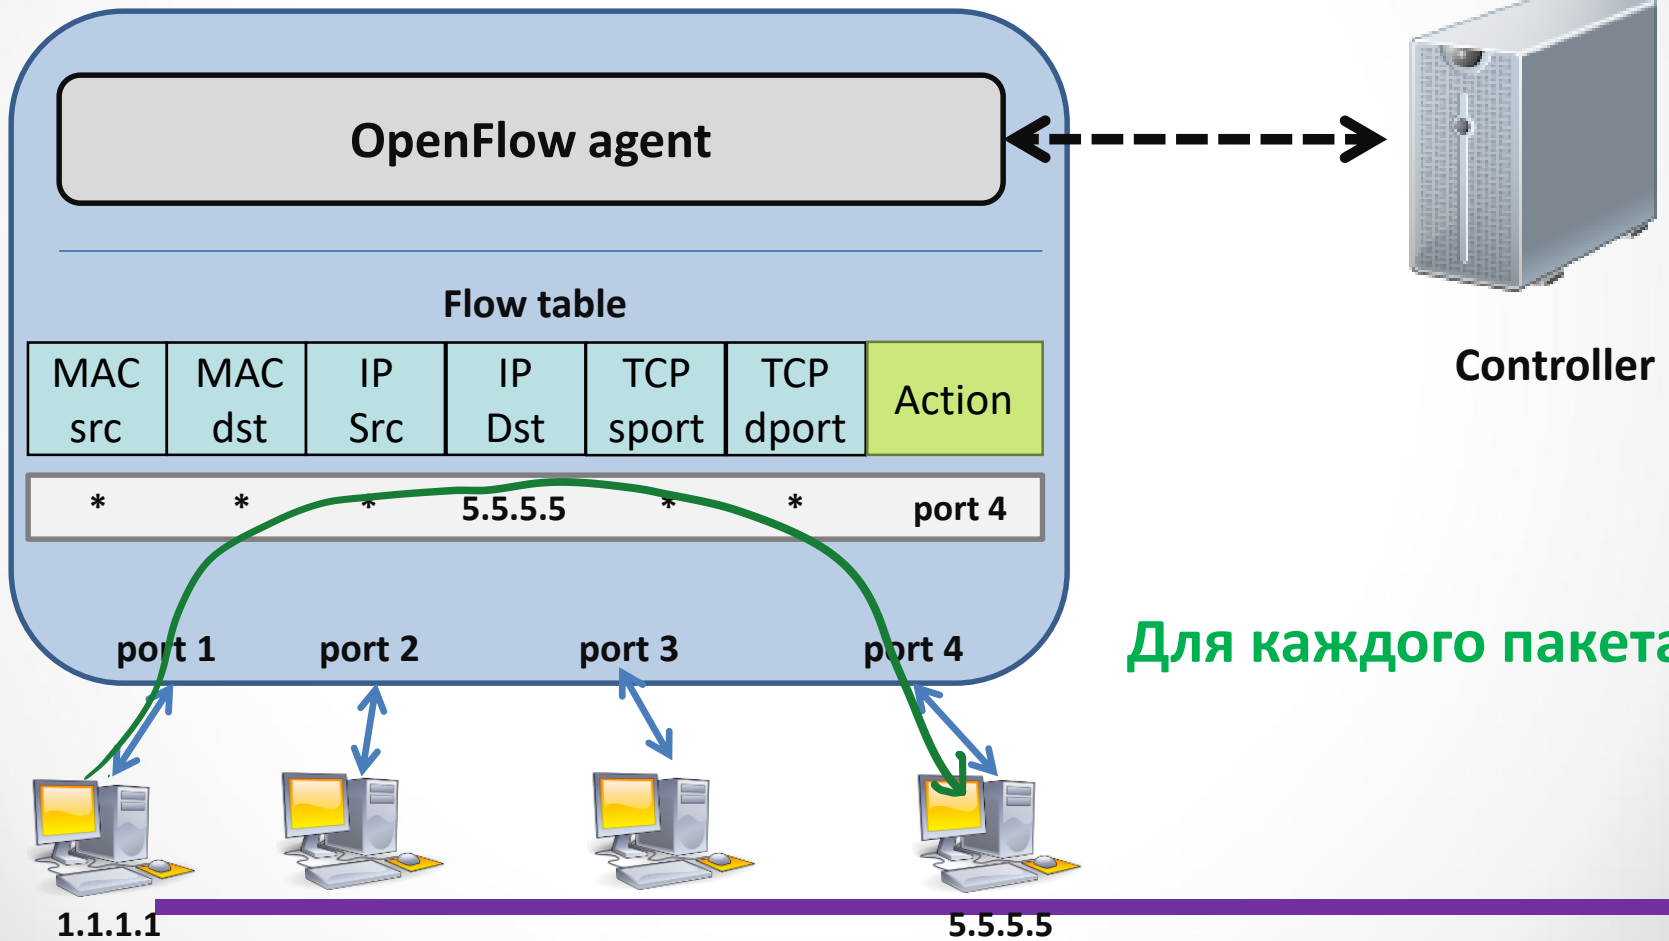 OpenFlow agent
Flow table
MAC src
MAC dst
IP Src
IP Dst
TCP sport
TCP dport
Action
* * * 5.5.5.5 * * port 4
Controller
port 1 port 2 port 3 port 4
Для каждого пакета
1.1.1.1 5.5.5.5